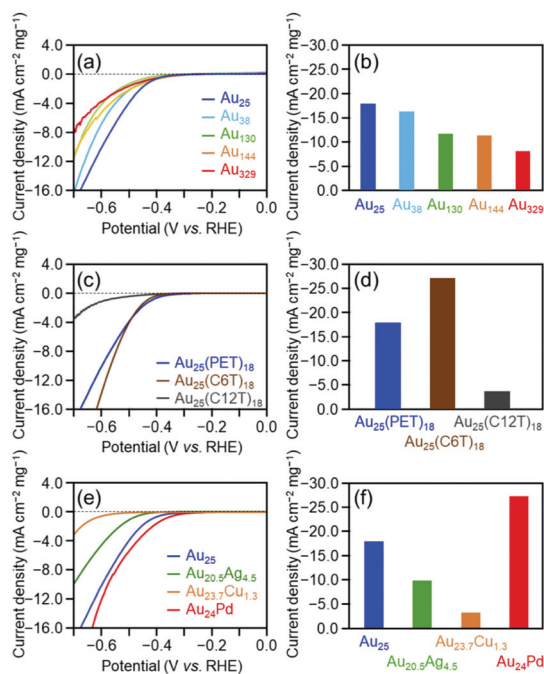 (a)
Current density (mA cm⁻² mg⁻¹)
0.0
−4.0
−8.0
−12.0
−16.0
Au₂₅
Au₃₈
Au₁₃₀
Au₁₄₄
Au₃₂₉
−0.6 −0.4 −0.2 0.0
Potential (V vs. RHE)
(b)
Current density (mA cm⁻² mg⁻¹)
−30.0
−25.0
−20.0
−15.0
−10.0
−5.0
0.0
Au₂₅ Au₃₈ Au₁₃₀ Au₁₄₄ Au₃₂₉
(c)
Current density (mA cm⁻² mg⁻¹)
0.0
−4.0
−8.0
−12.0
−16.0
Au₂₅(PET)₁₈
Au₂₅(C6T)₁₈
Au₂₅(C12T)₁₈
−0.6 −0.4 −0.2 0.0
Potential (V vs. RHE)
(d)
Current density (mA cm⁻² mg⁻¹)
−30.0
−25.0
−20.0
−15.0
−10.0
−5.0
0.0
Au₂₅(PET)₁₈ Au₂₅(C12T)₁₈
Au₂₅(C6T)₁₈
(e)
Current density (mA cm⁻² mg⁻¹)
0.0
−4.0
−8.0
−12.0
−16.0
Au₂₅
Au₂₀.₅Ag₄.₅
Au₂₃.₇Cu₁.₃
Au₂₄Pd
−0.6 −0.4 −0.2 0.0
Potential (V vs. RHE)
(f)
Current density (mA cm⁻² mg⁻¹)
−30.0
−25.0
−20.0
−15.0
−10.0
−5.0
0.0
Au₂₅ Au₂₃.₇Cu₁.₃
Au₂₀.₅Ag₄.₅ Au₂₄Pd